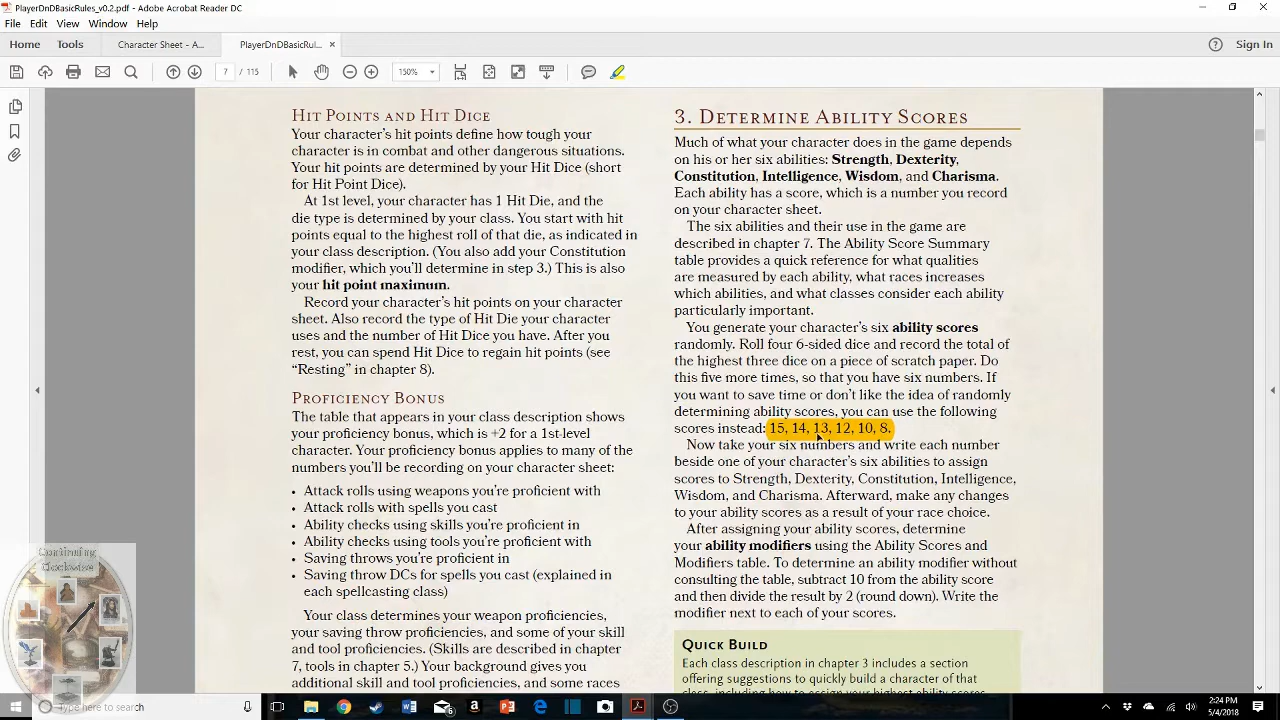 PlayerDnDBasicRules_v0.2.pdf - Adobe Acrobat Reader DC
File Edit View Window Help
Home Tools Character Sheet - A... PlayerDnDBasicRul... ×
Sign In
7 / 115
150%
HIT POINTS AND HIT DICE
Your character's hit points define how tough your
character is in combat and other dangerous situations.
Your hit points are determined by your Hit Dice (short
for Hit Point Dice).
At 1st level, your character has 1 Hit Die, and the
die type is determined by your class. You start with hit
points equal to the highest roll of that die, as indicated in
your class description. (You also add your Constitution
modifier, which you'll determine in step 3.) This is also
your hit point maximum.
Record your character's hit points on your character
sheet. Also record the type of Hit Die your character
uses and the number of Hit Dice you have. After you
rest, you can spend Hit Dice to regain hit points (see
“Resting” in chapter 8).
PROFICIENCY BONUS
The table that appears in your class description shows
your proficiency bonus, which is +2 for a 1st-level
character. Your proficiency bonus applies to many of the
numbers you'll be recording on your character sheet:
• Attack rolls using weapons you're proficient with
• Attack rolls with spells you cast
• Ability checks using skills you're proficient in
• Ability checks using tools you're proficient with
• Saving throws you're proficient in
• Saving throw DCs for spells you cast (explained in
each spellcasting class)
Your class determines your weapon proficiencies,
your saving throw proficiencies, and some of your skill
and tool proficiencies. (Skills are described in chapter
7, tools in chapter 5.) Your background gives you
additional skill and tool proficiencies, and some races
3. DETERMINE ABILITY SCORES
Much of what your character does in the game depends
on his or her six abilities: Strength, Dexterity,
Constitution, Intelligence, Wisdom, and Charisma.
Each ability has a score, which is a number you record
on your character sheet.
The six abilities and their use in the game are
described in chapter 7. The Ability Score Summary
table provides a quick reference for what qualities
are measured by each ability, what races increases
which abilities, and what classes consider each ability
particularly important.
You generate your character's six ability scores
randomly. Roll four 6-sided dice and record the total of
the highest three dice on a piece of scratch paper. Do
this five more times, so that you have six numbers. If
you want to save time or don't like the idea of randomly
determining ability scores, you can use the following
scores instead: 15, 14, 13, 12, 10, 8.
Now take your six numbers and write each number
beside one of your character's six abilities to assign
scores to Strength, Dexterity, Constitution, Intelligence,
Wisdom, and Charisma. Afterward, make any changes
to your ability scores as a result of your race choice.
After assigning your ability scores, determine
your ability modifiers using the Ability Scores and
Modifiers table. To determine an ability modifier without
consulting the table, subtract 10 from the ability score
and then divide the result by 2 (round down). Write the
modifier next to each of your scores.
QUICK BUILD
Each class description in chapter 3 includes a section
offering suggestions to quickly build a character of that
class, including how to assign your highest ability scores
Continuing
Clockwise
Type here to search
2:24 PM
5/4/2018